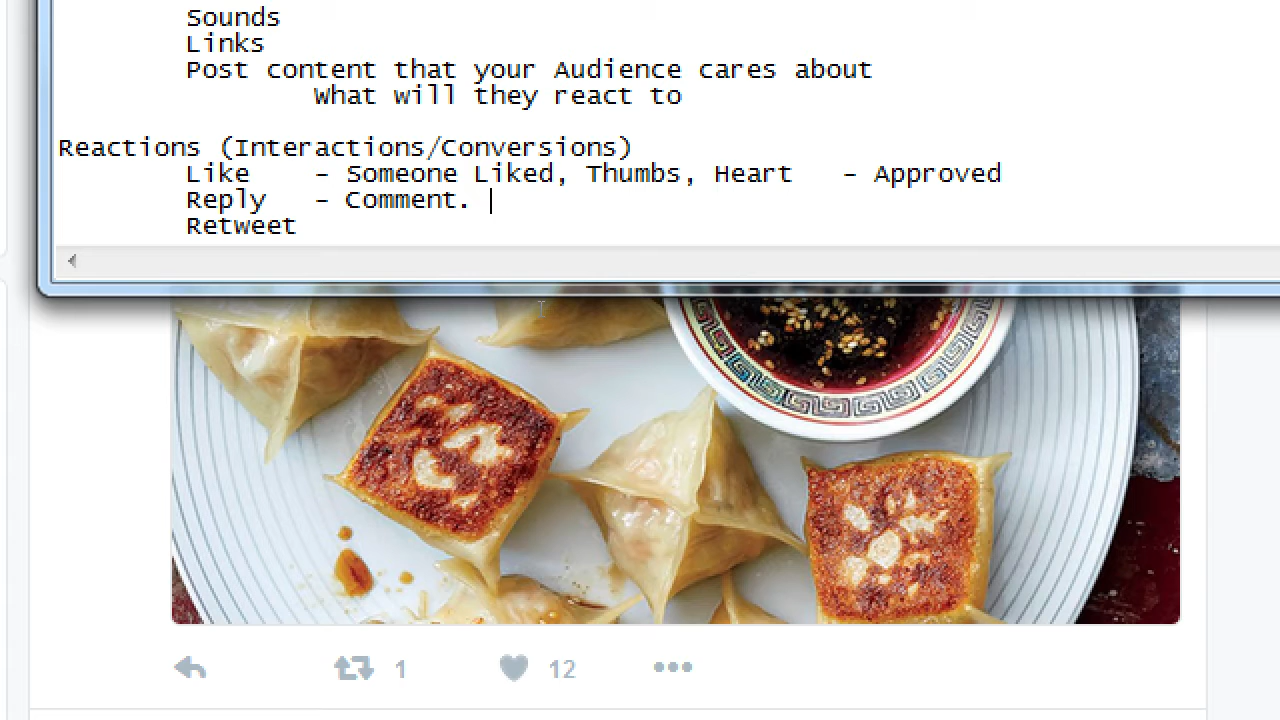 Sounds
Links
Post content that your Audience cares about
What will they react to
Reactions (Interactions/Conversions)
Like - Someone Liked, Thumbs, Heart - Approved
Reply - Comment.
Retweet
1 12